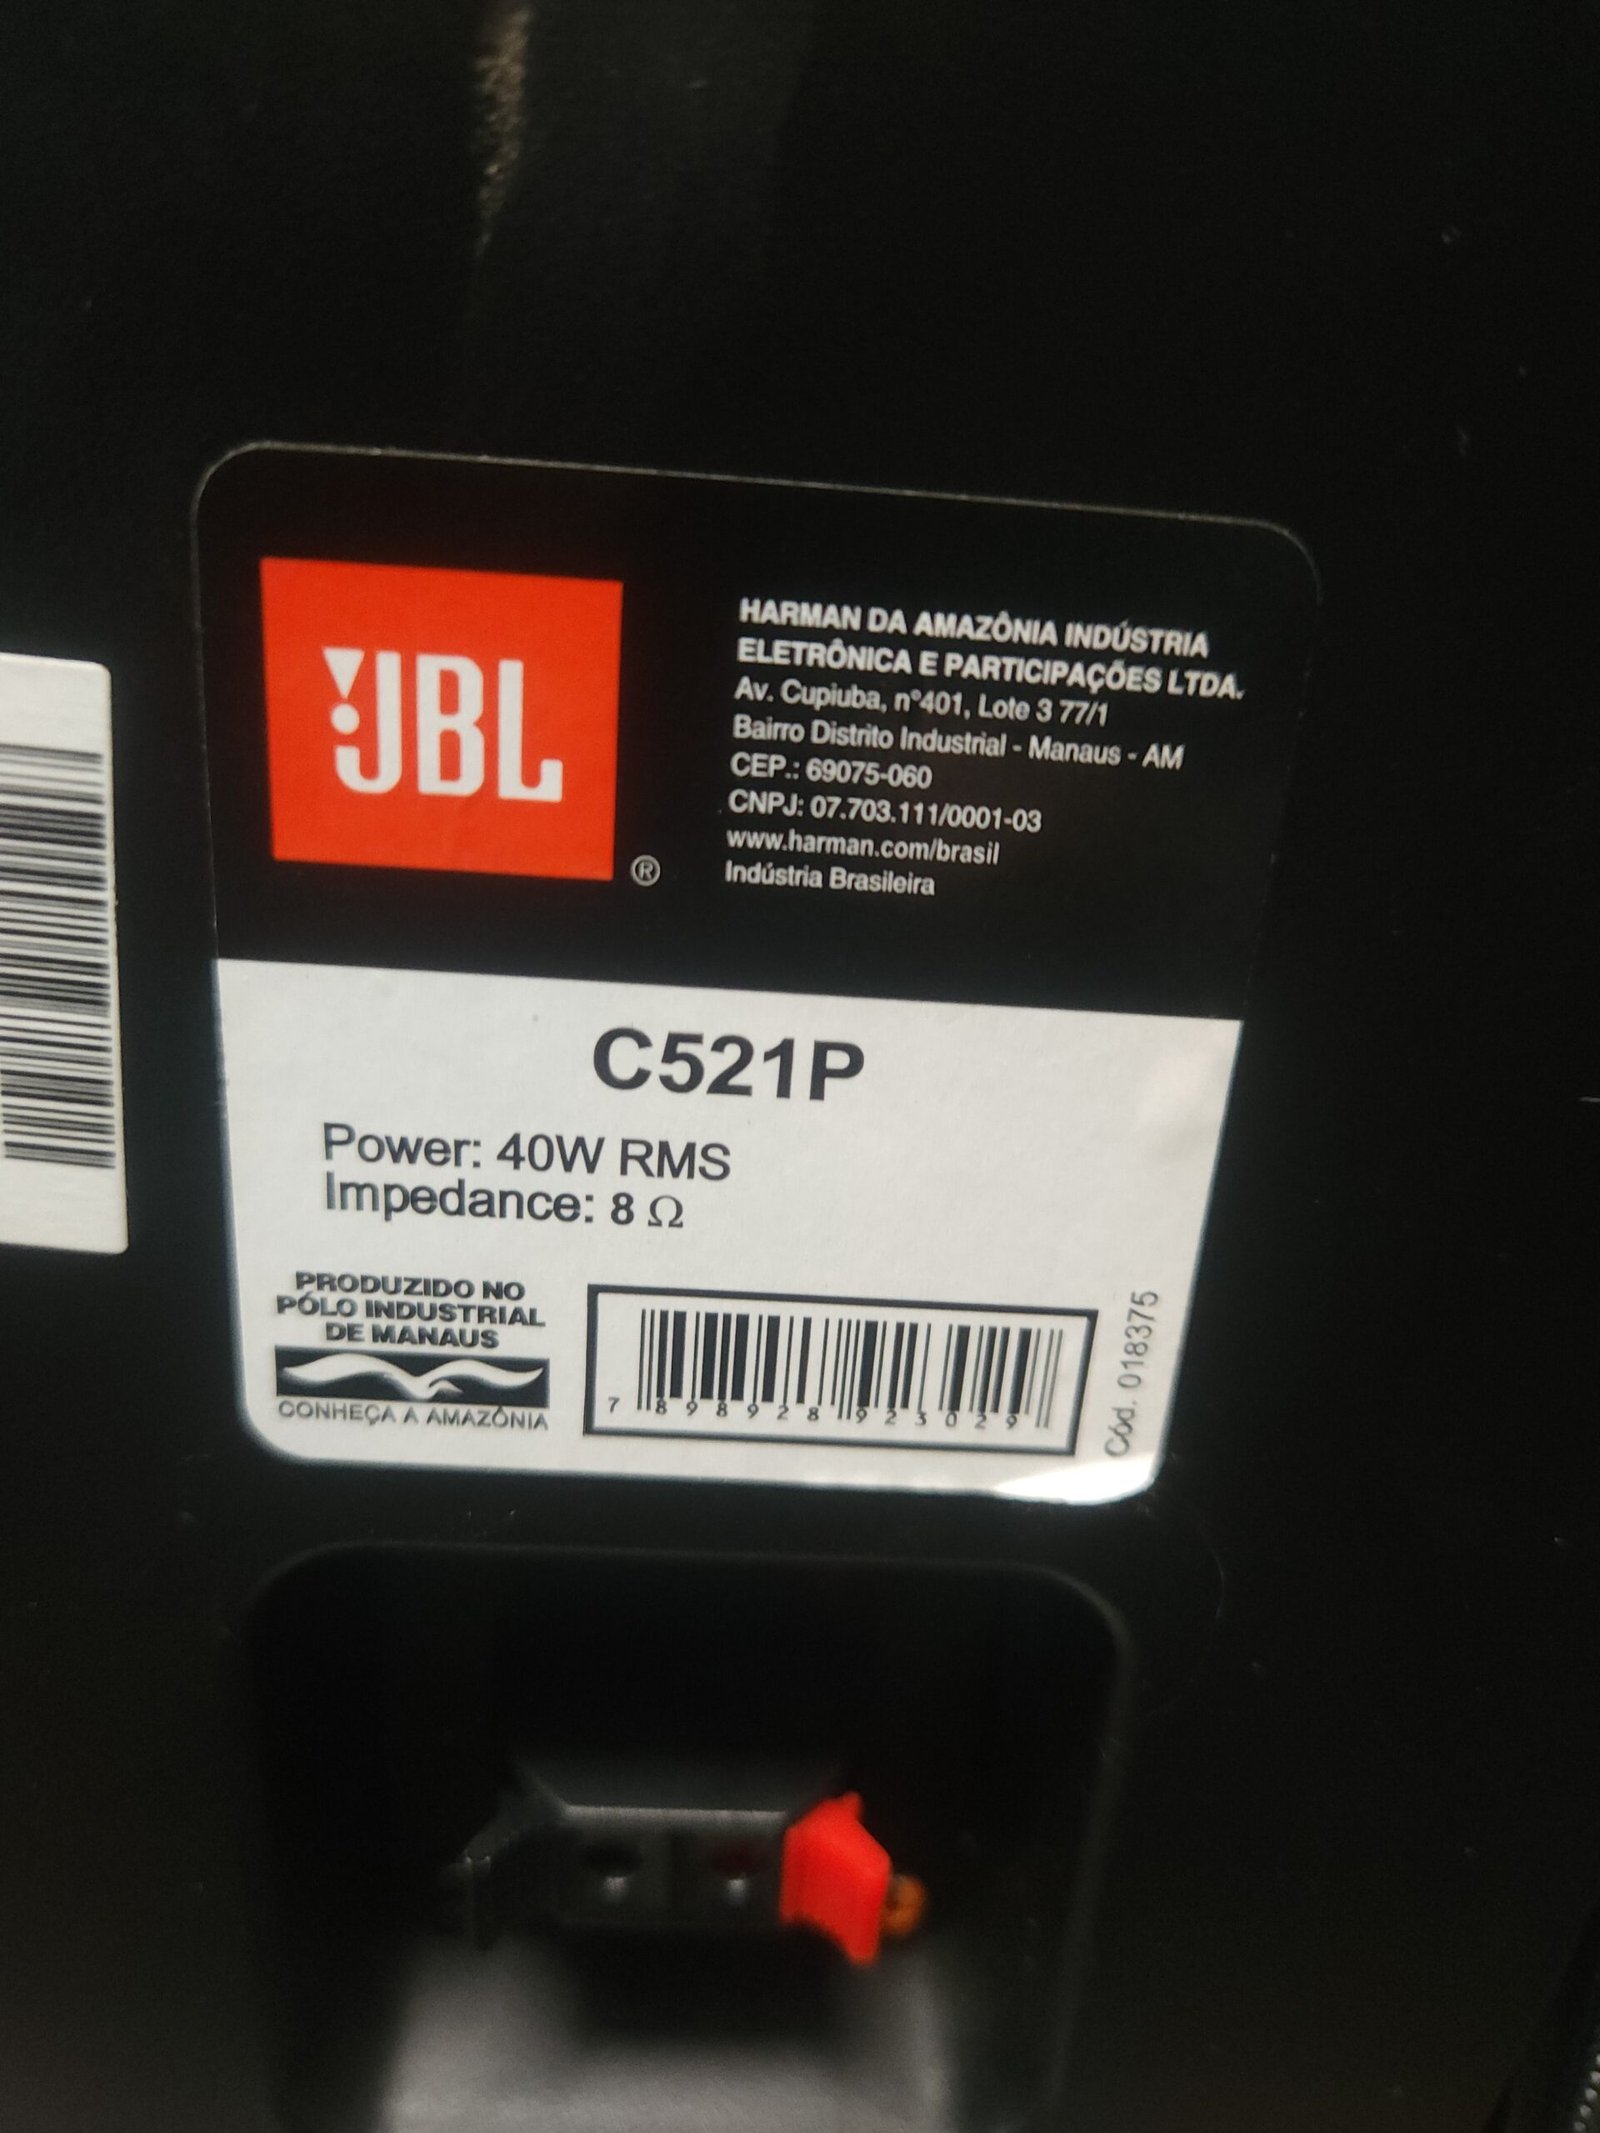 JBL
®
HARMAN DA AMAZÔNIA INDÚSTRIA
ELETRÔNICA E PARTICIPAÇÕES LTDA.
Av. Cupiuba, n°401, Lote 3 77/1
Bairro Distrito Industrial - Manaus - AM
CEP.: 69075-060
CNPJ: 07.703.111/0001-03
www.harman.com/brasil
Indústria Brasileira
C521P
Power: 40W RMS
Impedance: 8 Ω
PRODUZIDO NO
PÓLO INDUSTRIAL
DE MANAUS
CONHEÇA A AMAZÔNIA
7 898928 923029
Cód. 018375